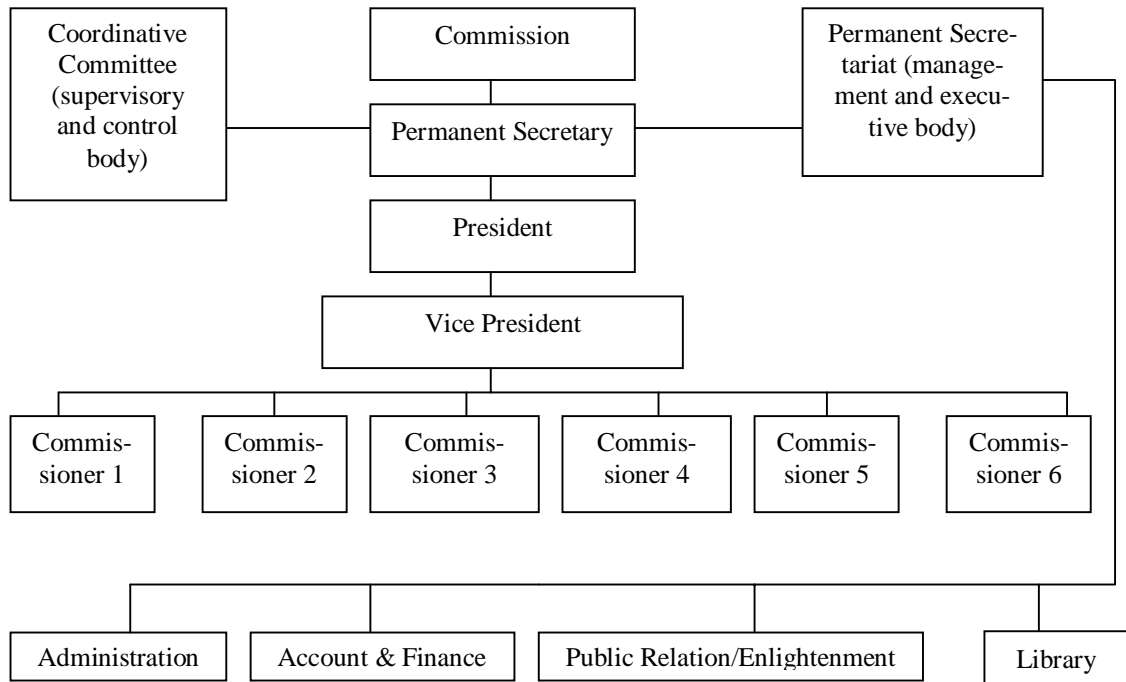 Coordinative
Committee
(supervisory
and control
body)
Commission
Permanent Secre-
tariat (manage-
ment and execu-
tive body)
Permanent Secretary
President
Vice President
Commis-
sioner 1
Commis-
sioner 2
Commis-
sioner 3
Commis-
sioner 4
Commis-
sioner 5
Commis-
sioner 6
Administration
Account & Finance
Public Relation/Enlightenment
Library